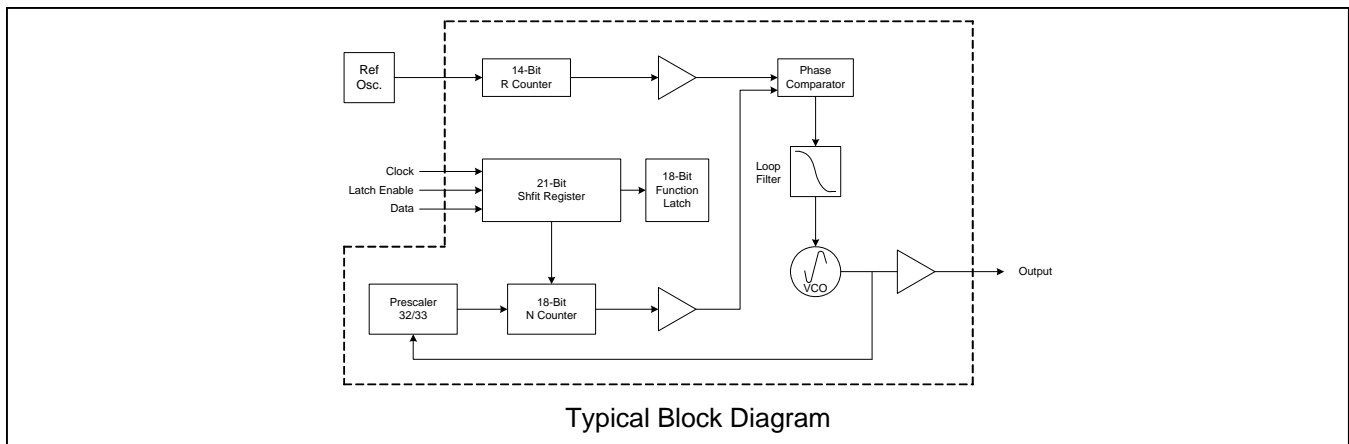 Ref
Osc.
14-Bit
R Counter
Phase
Comparator
Clock
Latch Enable
Data
21-Bit
Shfit Register
18-Bit
Function
Latch
Loop
Filter
VCO
Output
Prescaler
32/33
18-Bit
N Counter
Typical Block Diagram